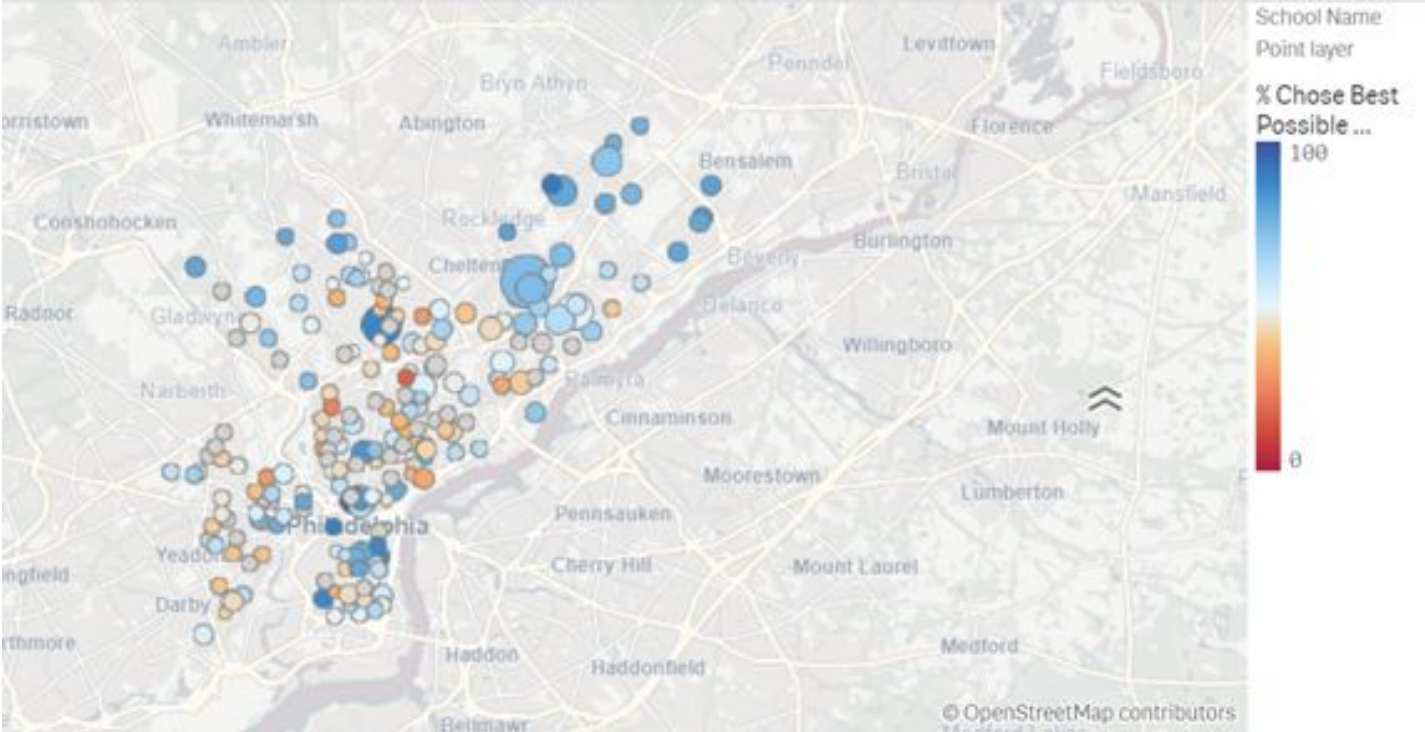 School Name
Point layer
% Chose Best
Possible ...
100
0
Ambler
Levittown
Penndel
Fieldsboro
Bryn Athyn
orristown
Whitemarsh
Abington
Florence
Bensalem
Bristol
Mansfield
Conshohocken
Rockledge
Burlington
Chelten
Beverly
Radnor
Gladwyne
Delanco
Willingboro
Narberth
Palmyra
Cinnaminson
Mount Holly
Moorestown
Lumberton
Pennsauken
Philadelphia
Yeadon
Cherry Hill
Mount Laurel
ingfield
Darby
rthmore
Haddon
Haddonfield
Medford
© OpenStreetMap contributors
Bellmawr